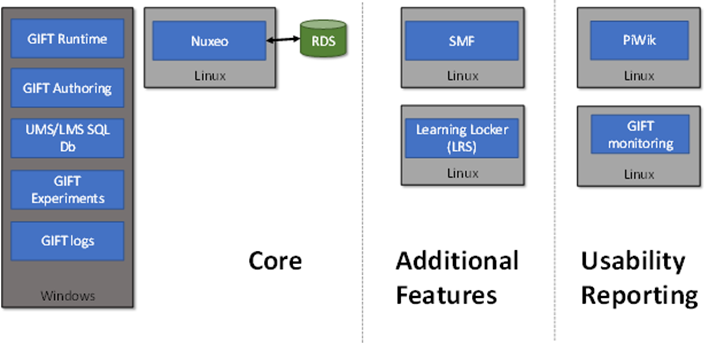 GIFT Runtime
GIFT Authoring
UMS/LMS SQL
Db
GIFT
Experiments
GIFT logs
Windows
Nuxeo
Linux
RDS
Core
SMF
Linux
Learning Locker
(LRS)
Linux
Additional
Features
PiWik
Linux
GIFT
monitoring
Linux
Usability
Reporting